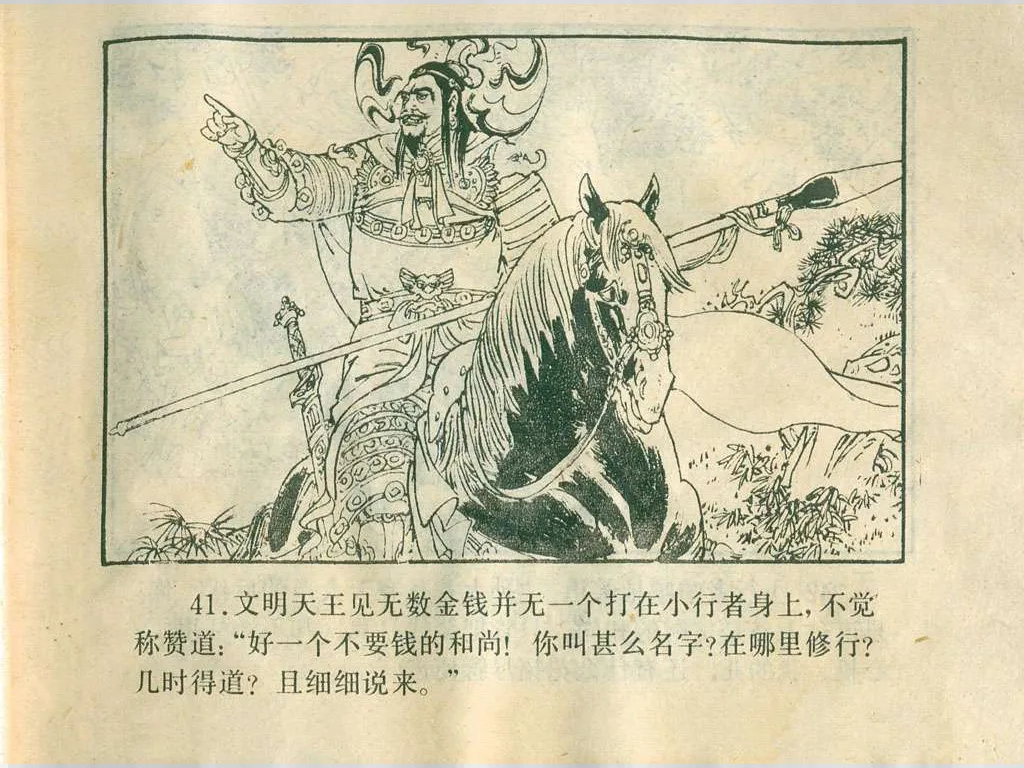 41.文明天王见无数金钱并无一个打在小行者身上,不觉
称赞道:“好一个不要钱的和尚!你叫甚么名字?在哪里修行?
几时得道?且细细说来。”